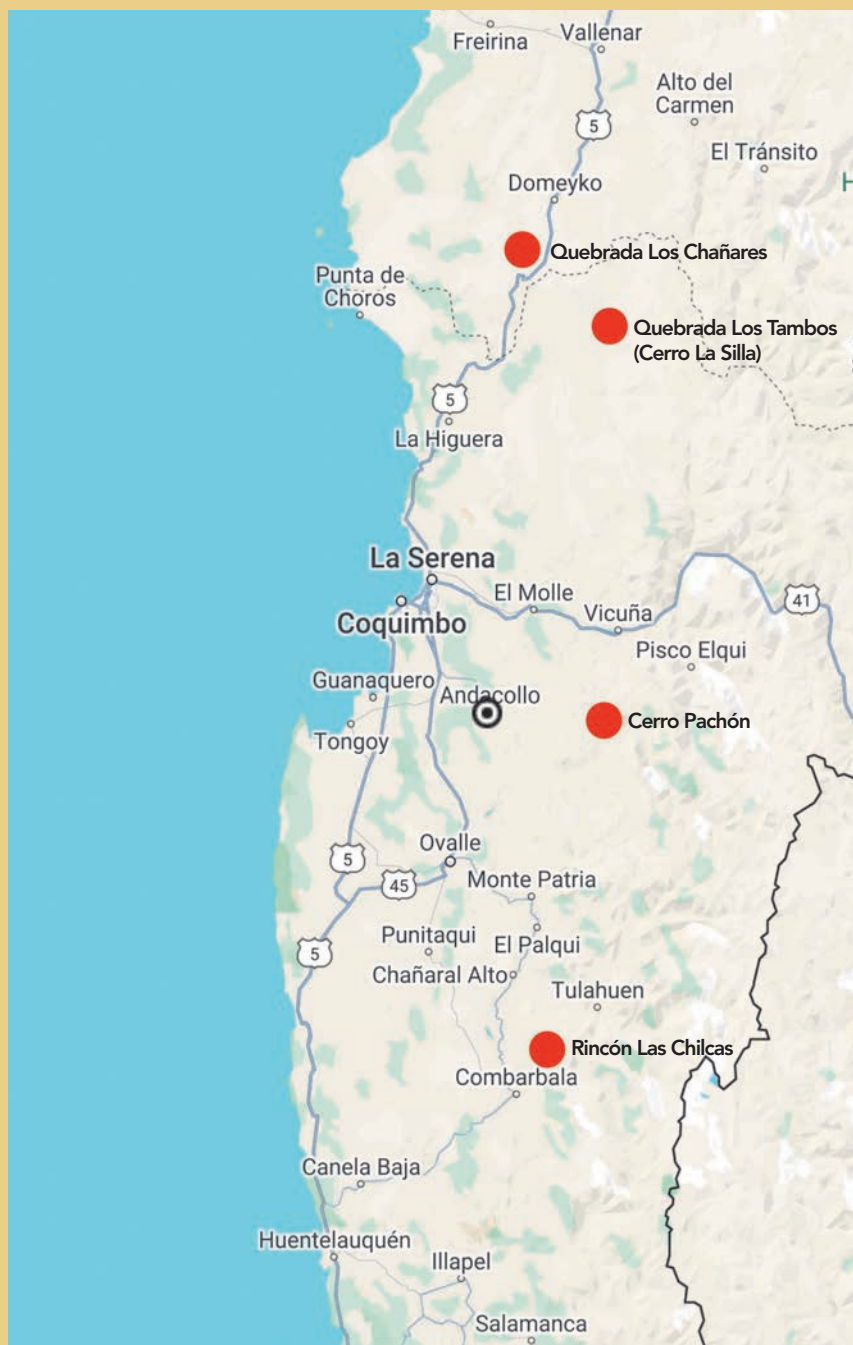 Freirina
Vallenar
Alto del
Carmen
5
El Tránsito
Domeyko
H
Quebrada Los Chañares
Punta de
Choros
Quebrada Los Tambos
(Cerro La Silla)
5
La Higuera
La Serena
El Molle
41
Coquimbo
Vicuña
Pisco Elqui
Guanaquero
Andacollo
Cerro Pachón
Tongoy
Ovalle
5
45
Monte Patria
Punitaqui
El Palqui
5
Chañaral Alto
Tulahuen
Rincón Las Chilcas
Combarbala
Canela Baja
Huentelauquén
Illapel
Salamanca